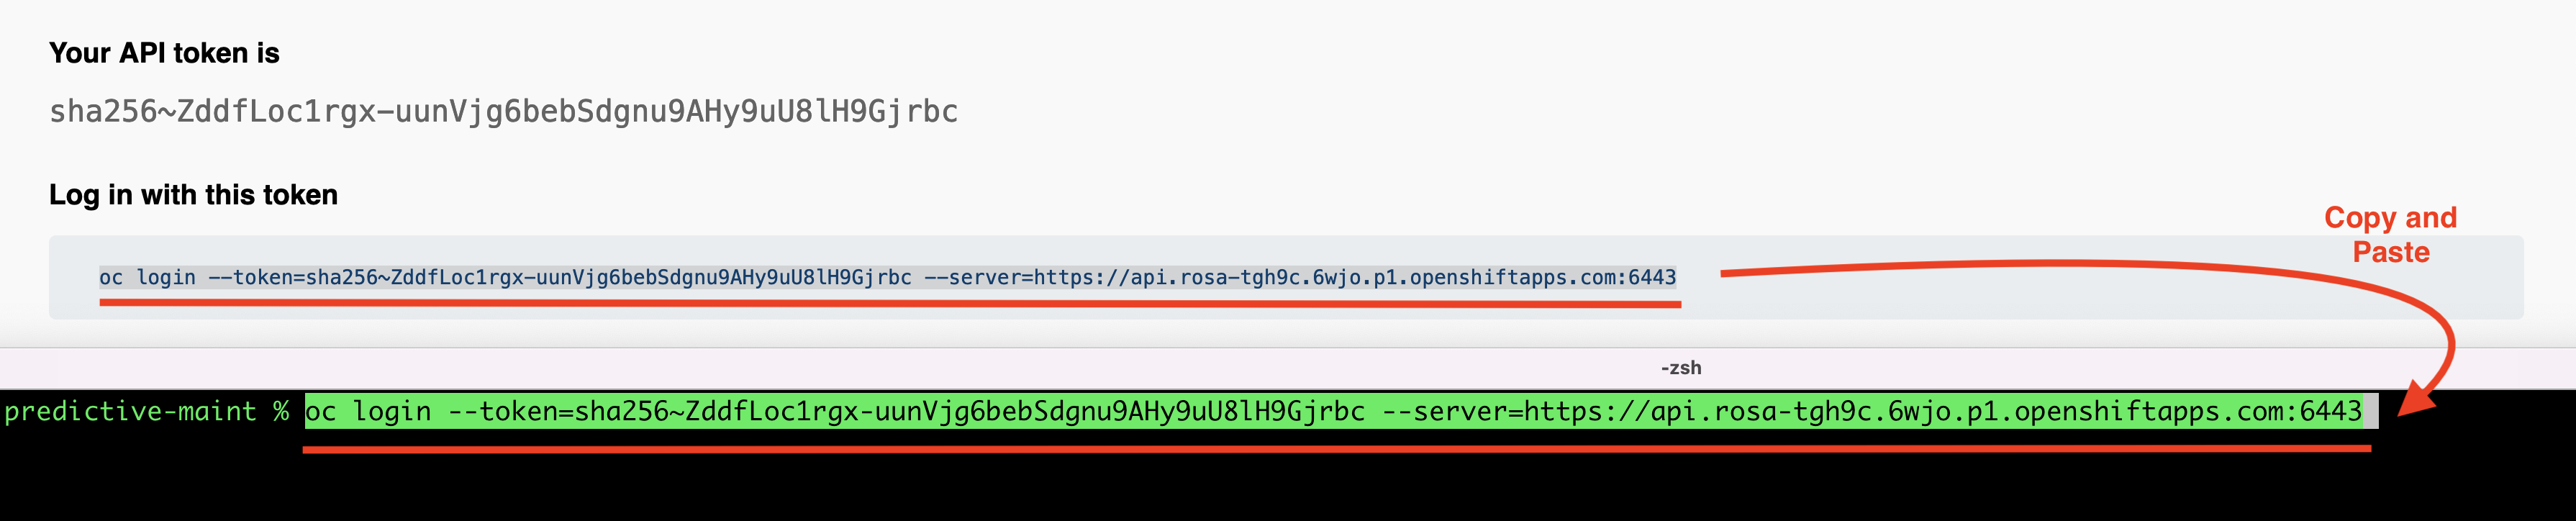 Your API token is
sha256~ZddfLoc1rgx-uunVjg6bebSdgnu9AHy9uU8lH9Gjrbc
Log in with this token
Copy and
Paste
oc login --token=sha256~ZddfLoc1rgx-uunVjg6bebSdgnu9AHy9uU8lH9Gjrbc --server=https://api.rosa-tgh9c.6wjo.p1.openshiftapps.com:6443
-zsh
predictive-maint % oc login --token=sha256~ZddfLoc1rgx-uunVjg6bebSdgnu9AHy9uU8lH9Gjrbc --server=https://api.rosa-tgh9c.6wjo.p1.openshiftapps.com:6443